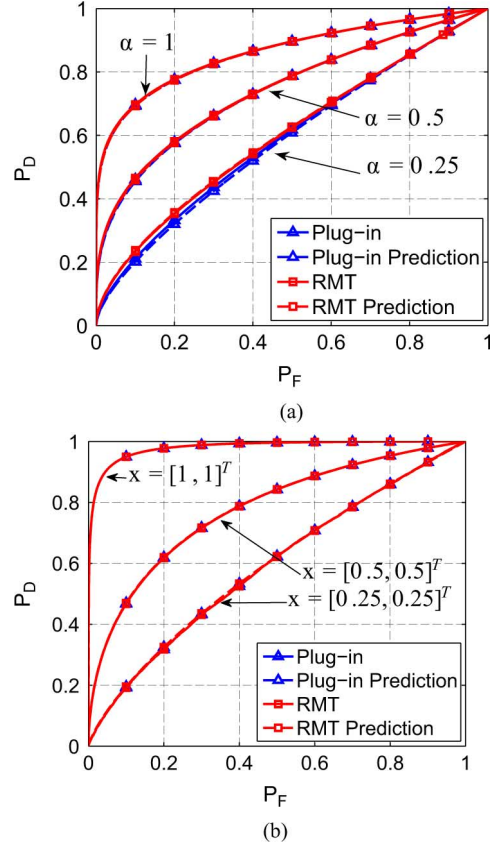 (a)
1
0.8
0.6
0.4
0.2
0
P_D
α = 1
α = 0.5
α = 0.25
Plug-in
Plug-in Prediction
RMT
RMT Prediction
0 0.2 0.4 0.6 0.8 1
P_F
(a)
1
0.8
0.6
0.4
0.2
0
P_D
x = [1, 1]^T
x = [0.5, 0.5]^T
x = [0.25, 0.25]^T
Plug-in
Plug-in Prediction
RMT
RMT Prediction
0 0.2 0.4 0.6 0.8 1
P_F
(b)